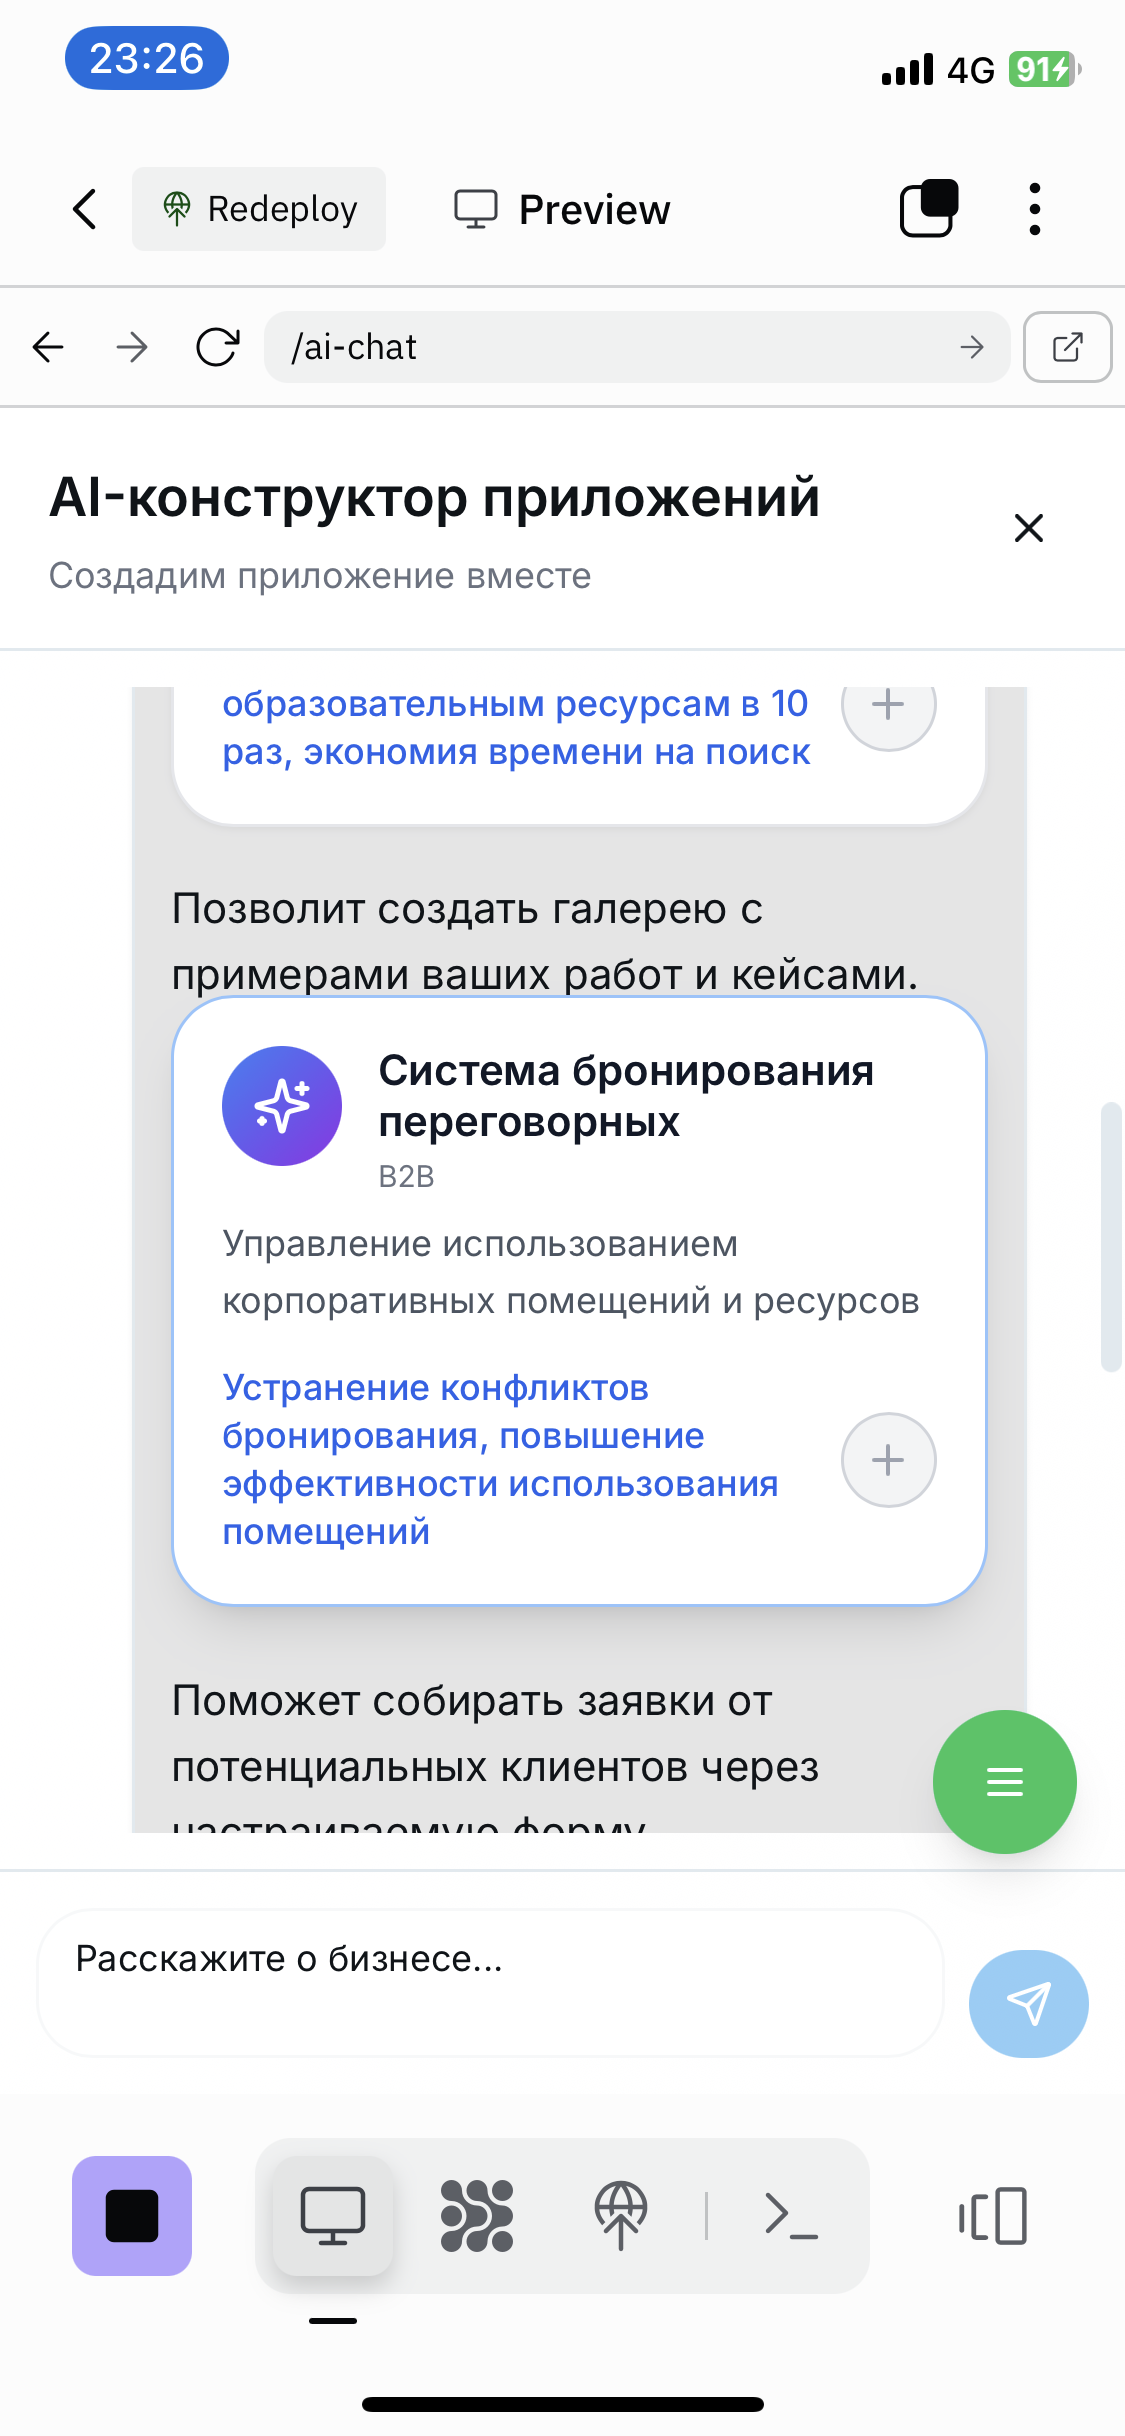 23:26
4G
91
Redeploy
Preview
/ai-chat
AI-конструктор приложений
Создадим приложение вместе
образовательным ресурсам в 10
раз, экономия времени на поиск
Позволит создать галерею с
примерами ваших работ и кейсами.
Система бронирования
переговорных
B2B
Управление использованием
корпоративных помещений и ресурсов
Устранение конфликтов
бронирования, повышение
эффективности использования
помещений
Поможет собирать заявки от
потенциальных клиентов через
настраиваемую форму
Расскажите о бизнесе...